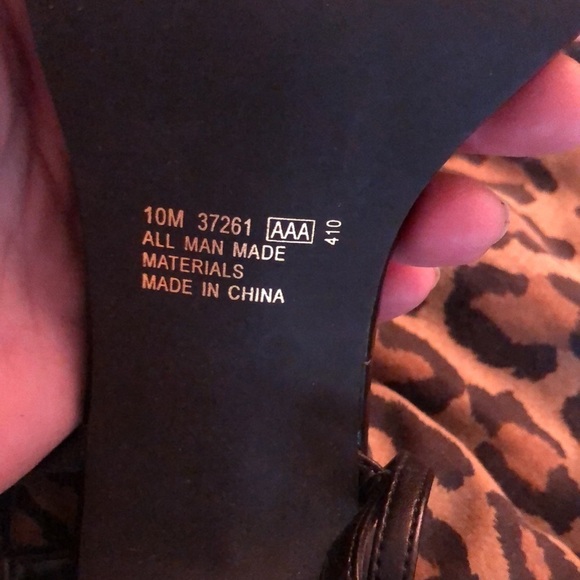 10M 37261 AAA 410
ALL MAN MADE
MATERIALS
MADE IN CHINA